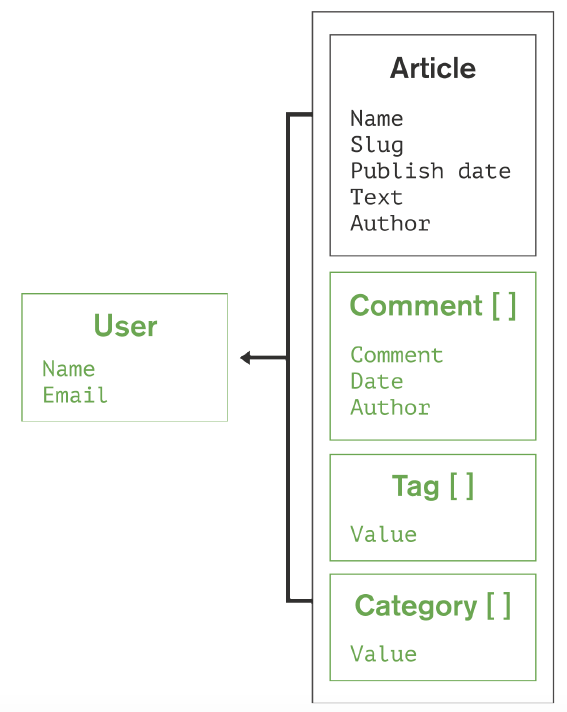 Article
Name
Slug
Publish date
Text
Author
User
Name
Email
Comment [ ]
Comment
Date
Author
Tag [ ]
Value
Category [ ]
Value